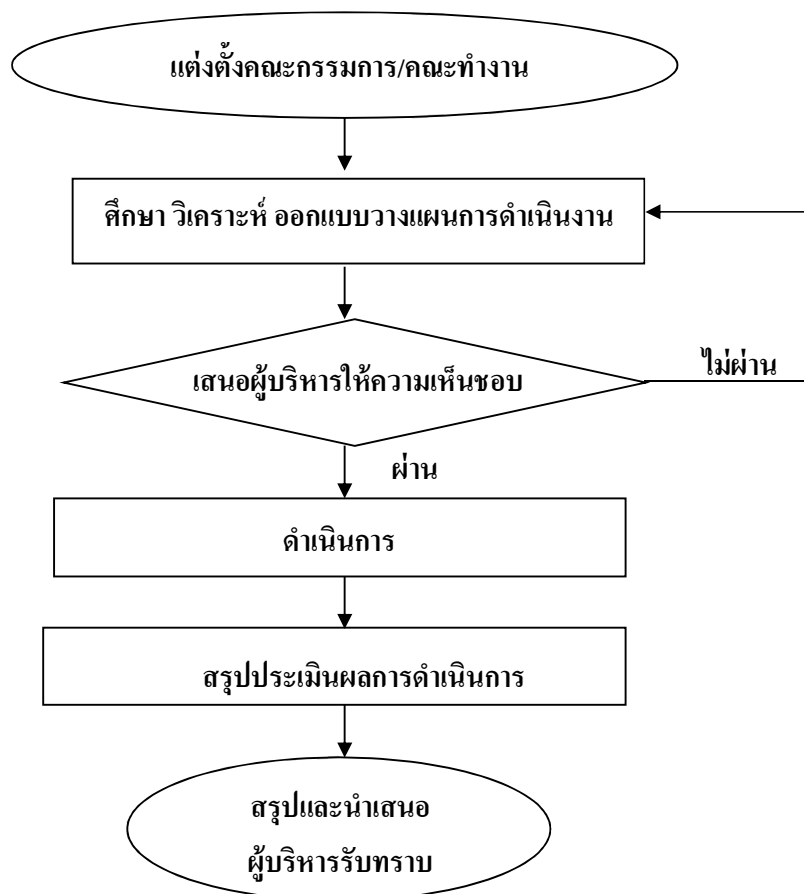 แต่งตั้งคณะกรรมการ/คณะทำงาน
ศึกษา วิเคราะห์ ออกแบบวางแผนการดำเนินงาน
เสนอผู้บริหารให้ความเห็นชอบ
ไม่ผ่าน
ผ่าน
ดำเนินการ
สรุปประเมินผลการดำเนินการ
สรุปและนำเสนอ
ผู้บริหารรับทราบ